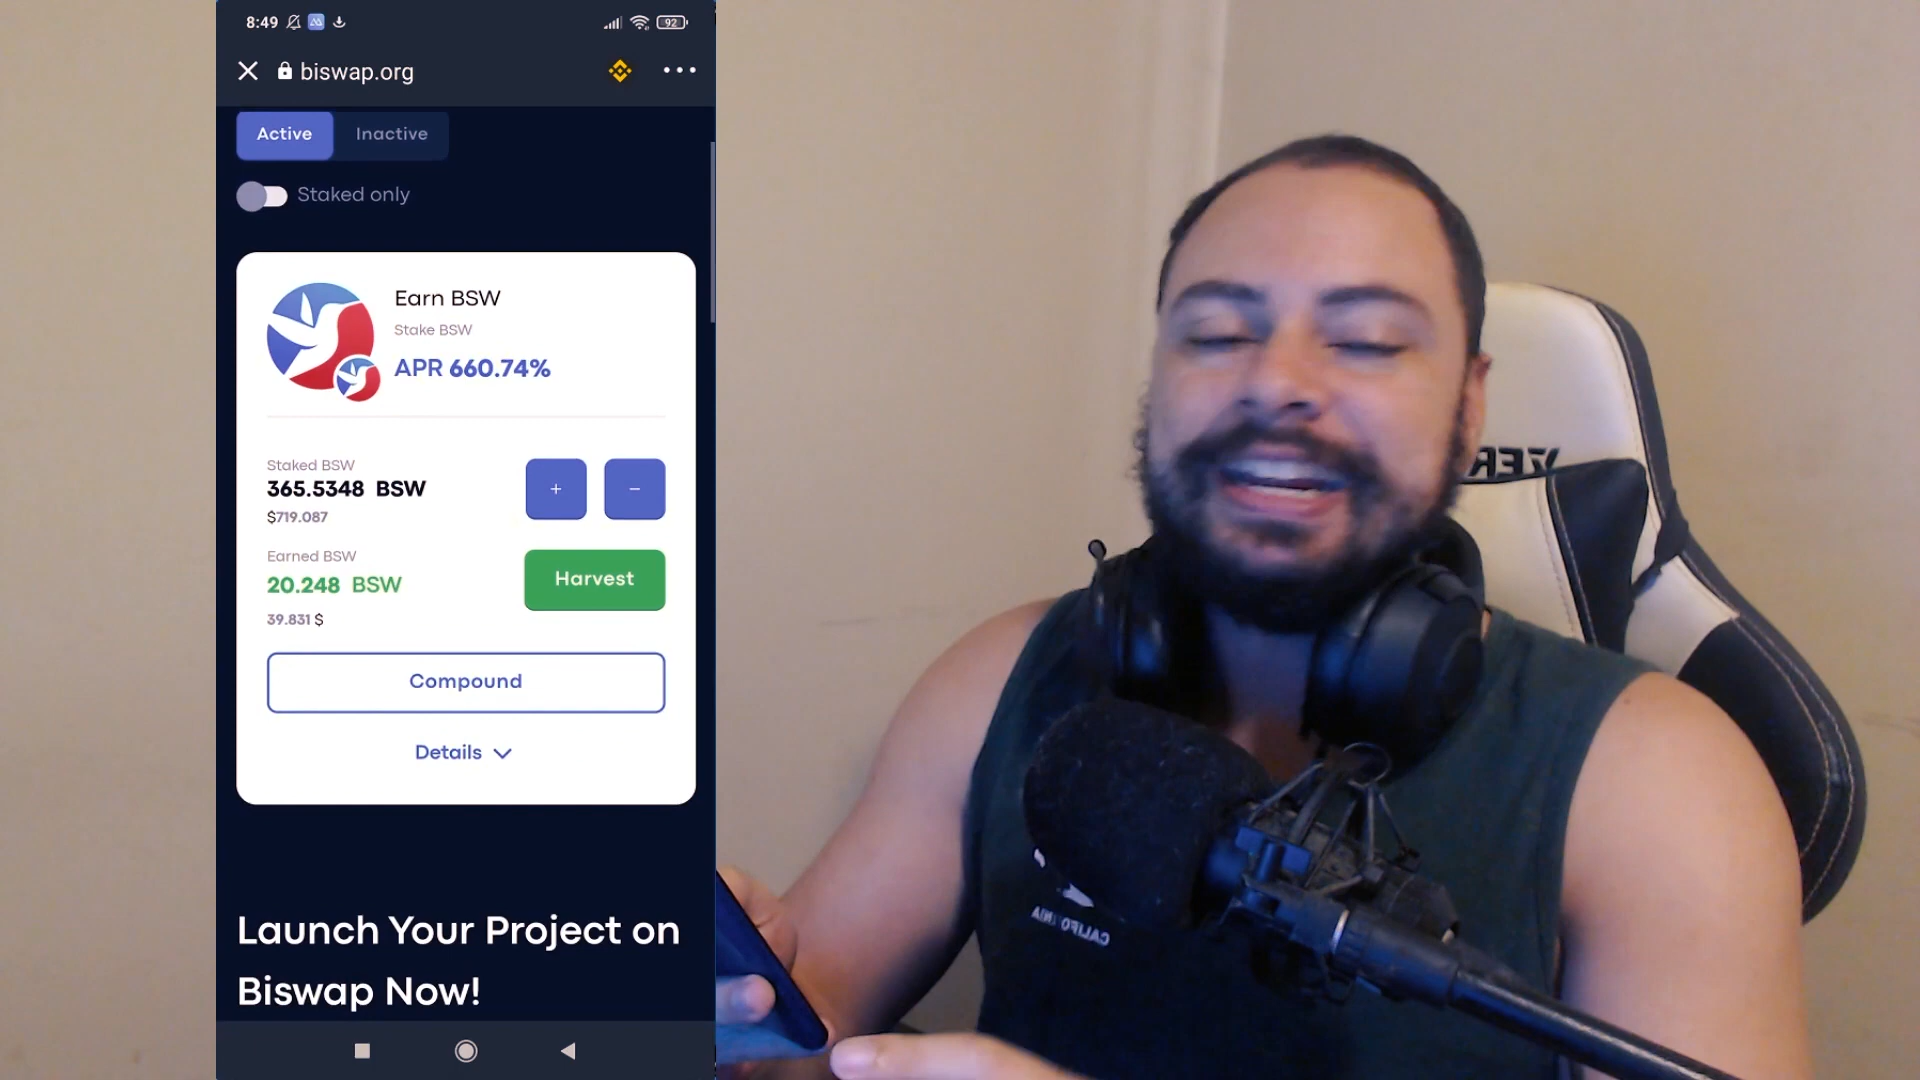 8:49
92
biswap.org
Active
Inactive
Staked only
Earn BSW
Stake BSW
APR 660.74%
Staked BSW
365.5348 BSW
+
−
$719.087
Earned BSW
20.248 BSW
Harvest
39.831 $
Compound
Details
Launch Your Project on
Biswap Now!